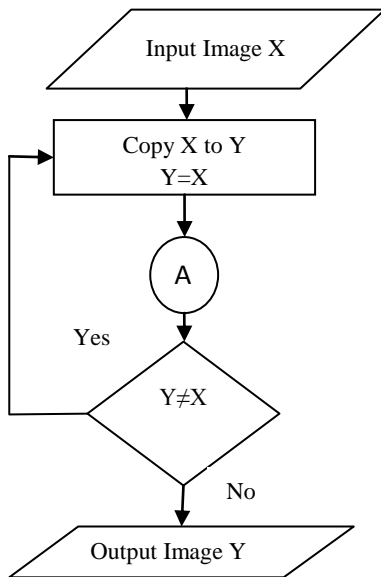 Input Image X
Copy X to Y
Y=X
A
Yes
Y≠X
No
Output Image Y